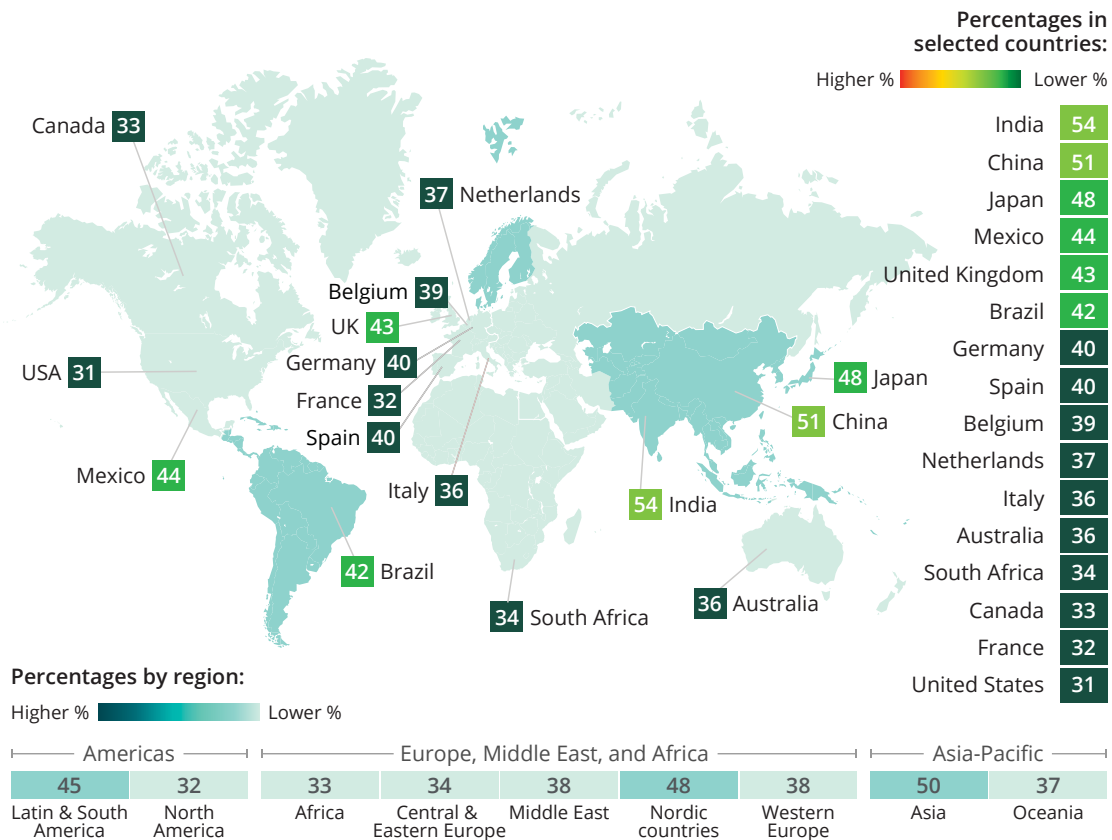 Percentages in
selected countries:
Higher % Lower %
India 54
China 51
Japan 48
Mexico 44
United Kingdom 43
Brazil 42
Germany 40
Spain 40
Belgium 39
Netherlands 37
Italy 36
Australia 36
South Africa 34
Canada 33
France 32
United States 31
Canada 33
37 Netherlands
Belgium 39
UK 43
Germany 40
USA 31
France 32
Spain 40
48 Japan
51 China
Mexico 44
Italy 36
54 India
42 Brazil
34 South Africa
36 Australia
Percentages by region:
Higher % Lower %
Americas
45 32
Latin & South
America
North
America
Europe, Middle East, and Africa
33 34 38 48 38
Africa
Central &
Eastern Europe
Middle East
Nordic
countries
Western
Europe
Asia-Pacific
50 37
Asia
Oceania